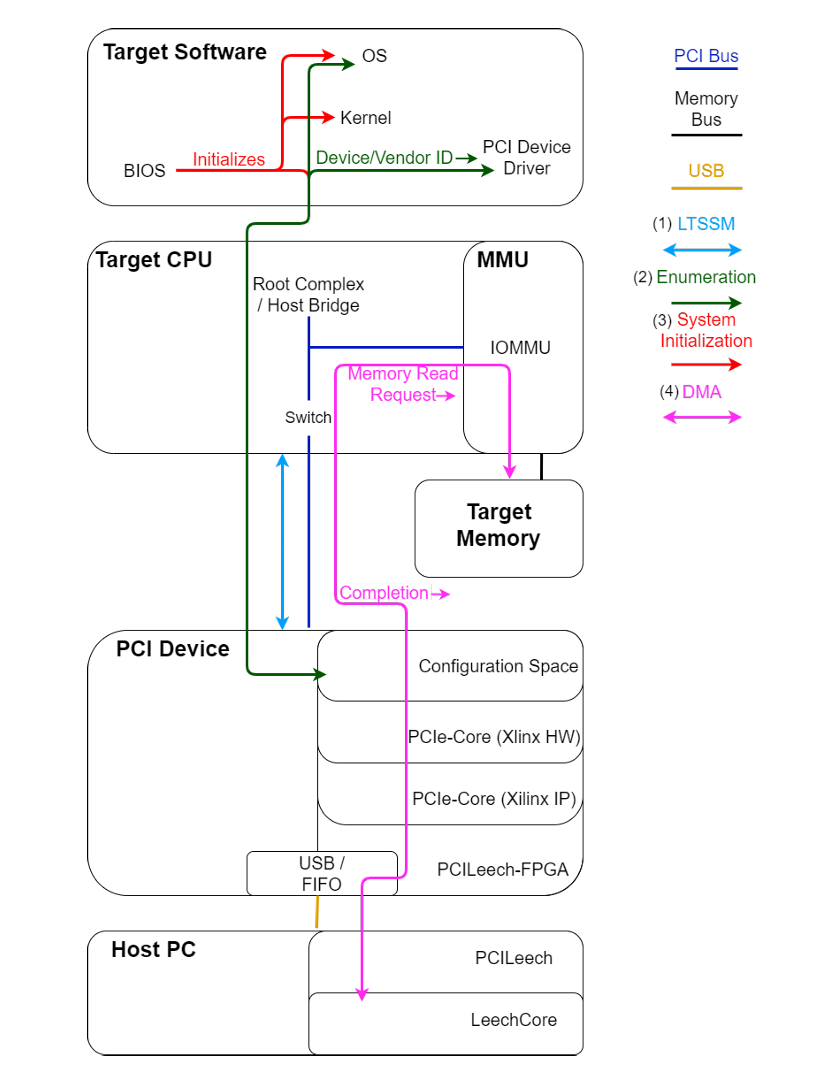 Target Software
OS
Kernel
BIOS
Initializes
Device/Vendor ID
PCI Device
Driver
Target CPU
Root Complex
/ Host Bridge
MMU
IOMMU
Memory Read
Request
Switch
Target
Memory
Completion
PCI Device
Configuration Space
PCIe-Core (Xlinx HW)
PCIe-Core (Xilinx IP)
USB /
FIFO
PCILeech-FPGA
Host PC
PCILeech
LeechCore
PCI Bus
Memory
Bus
USB
(1) LTSSM
(2) Enumeration
(3) System
Initialization
(4) DMA